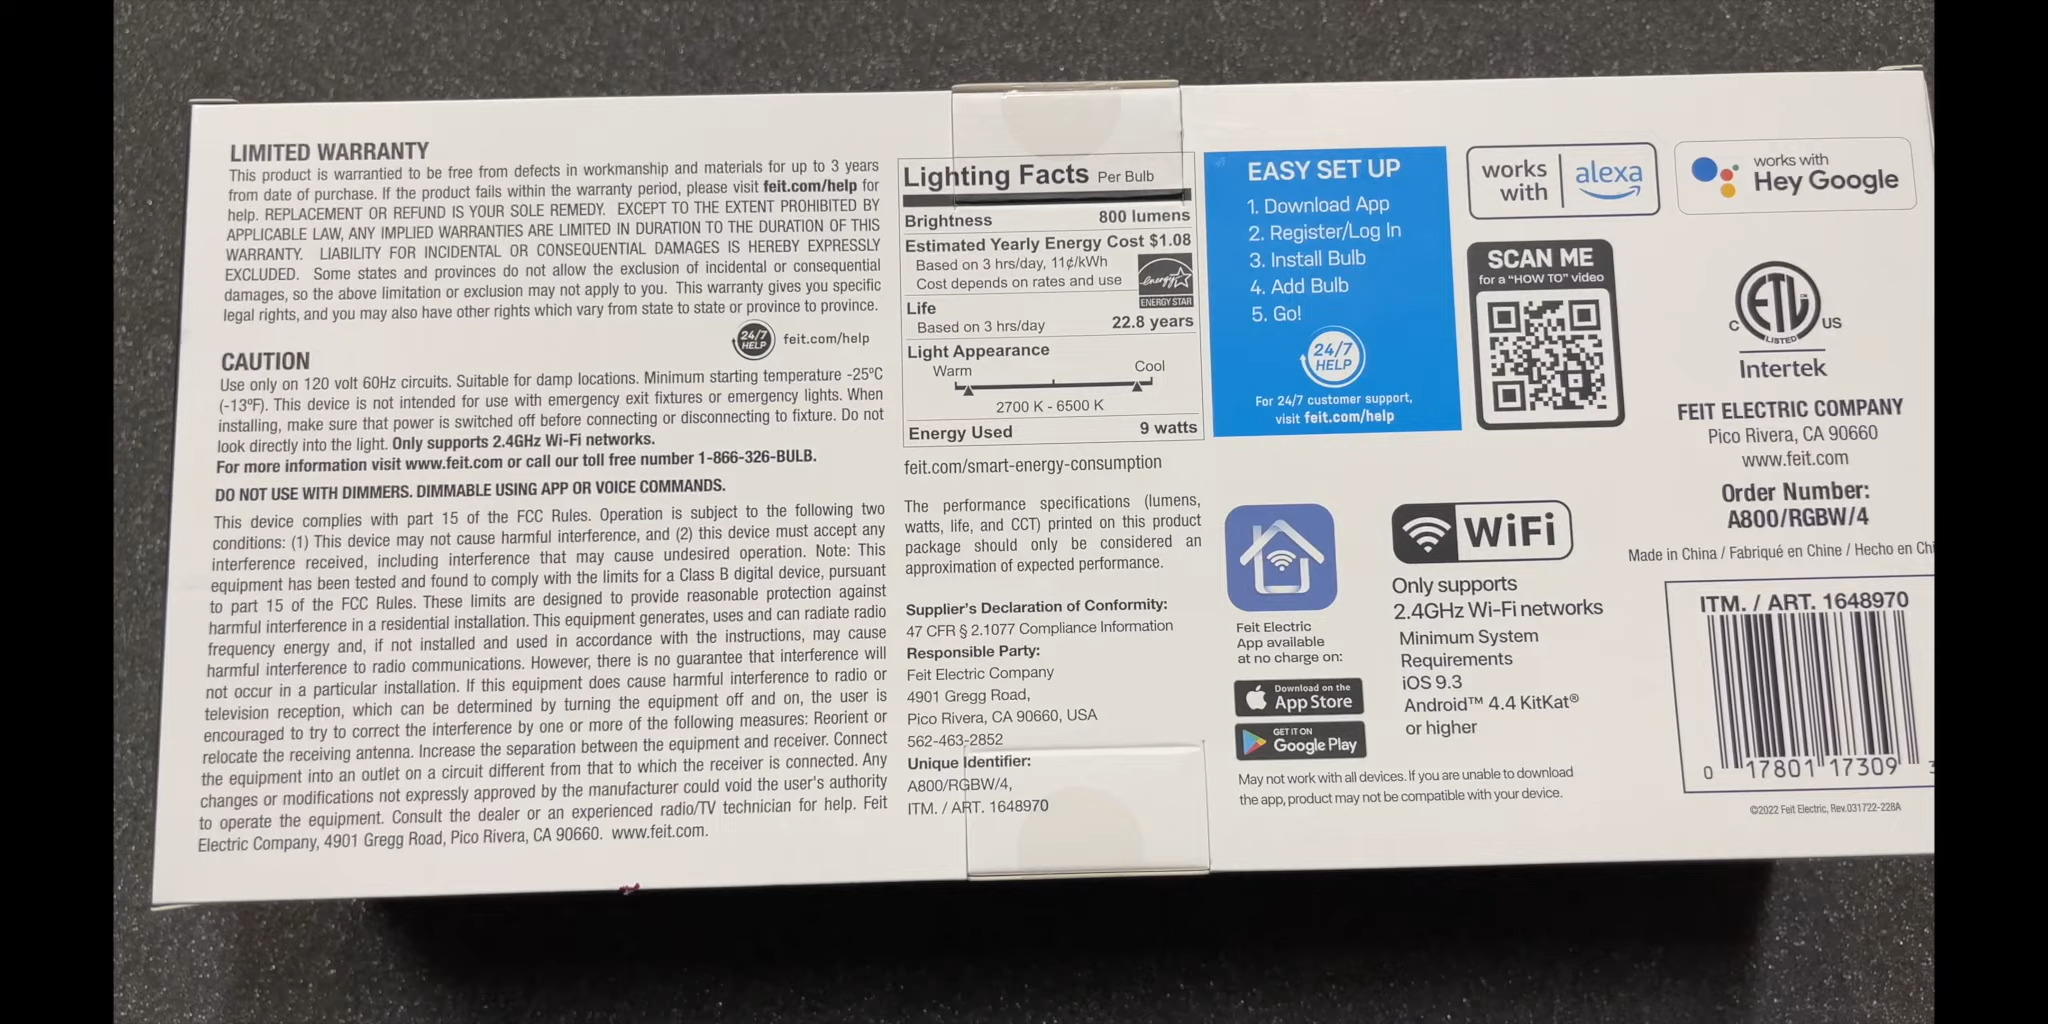 LIMITED WARRANTY
This product is warrantied to be free from defects in workmanship and materials for up to 3 years
from date of purchase. If the product fails within the warranty period, please visit feit.com/help for
help. REPLACEMENT OR REFUND IS YOUR SOLE REMEDY. EXCEPT TO THE EXTENT PROHIBITED BY
APPLICABLE LAW, ANY IMPLIED WARRANTIES ARE LIMITED IN DURATION TO THE DURATION OF THIS
WARRANTY. LIABILITY FOR INCIDENTAL OR CONSEQUENTIAL DAMAGES IS HEREBY EXPRESSLY
EXCLUDED. Some states and provinces do not allow the exclusion of incidental or consequential
damages, so the above limitation or exclusion may not apply to you. This warranty gives you specific
legal rights, and you may also have other rights which vary from state to state or province to province.
24/7
HELP
feit.com/help
CAUTION
Use only on 120 volt 60Hz circuits. Suitable for damp locations. Minimum starting temperature -25ºC
(-13ºF). This device is not intended for use with emergency exit fixtures or emergency lights. When
installing, make sure that power is switched off before connecting or disconnecting to fixture. Do not
look directly into the light. Only supports 2.4GHz Wi-Fi networks.
For more information visit www.feit.com or call our toll free number 1-866-326-BULB.
DO NOT USE WITH DIMMERS. DIMMABLE USING APP OR VOICE COMMANDS.
This device complies with part 15 of the FCC Rules. Operation is subject to the following two
conditions: (1) This device may not cause harmful interference, and (2) this device must accept any
interference received, including interference that may cause undesired operation. Note: This
equipment has been tested and found to comply with the limits for a Class B digital device, pursuant
to part 15 of the FCC Rules. These limits are designed to provide reasonable protection against
harmful interference in a residential installation. This equipment generates, uses and can radiate radio
frequency energy and, if not installed and used in accordance with the instructions, may cause
harmful interference to radio communications. However, there is no guarantee that interference will
not occur in a particular installation. If this equipment does cause harmful interference to radio or
television reception, which can be determined by turning the equipment off and on, the user is
encouraged to try to correct the interference by one or more of the following measures: Reorient or
relocate the receiving antenna. Increase the separation between the equipment and receiver. Connect
the equipment into an outlet on a circuit different from that to which the receiver is connected. Any
changes or modifications not expressly approved by the manufacturer could void the user's authority
to operate the equipment. Consult the dealer or an experienced radio/TV technician for help. Feit
Electric Company, 4901 Gregg Road, Pico Rivera, CA 90660. www.feit.com.
Lighting Facts Per Bulb
Brightness 800 lumens
Estimated Yearly Energy Cost $1.08
Based on 3 hrs/day, 11¢/kWh
Cost depends on rates and use
energy
ENERGY STAR
Life
Based on 3 hrs/day 22.8 years
Light Appearance
Warm Cool
2700 K - 6500 K
Energy Used 9 watts
feit.com/smart-energy-consumption
The performance specifications (lumens,
watts, life, and CCT) printed on this product
package should only be considered an
approximation of expected performance.
Supplier's Declaration of Conformity:
47 CFR § 2.1077 Compliance Information
Responsible Party:
Feit Electric Company
4901 Gregg Road,
Pico Rivera, CA 90660, USA
562-463-2852
Unique Identifier:
A800/RGBW/4,
ITM. / ART. 1648970
EASY SET UP
1. Download App
2. Register/Log In
3. Install Bulb
4. Add Bulb
5. Go!
24/7
HELP
For 24/7 customer support,
visit feit.com/help
works with alexa
works with
Hey Google
SCAN ME
for a "HOW TO" video
C ETL US
LISTED
Intertek
FEIT ELECTRIC COMPANY
Pico Rivera, CA 90660
www.feit.com
Order Number:
A800/RGBW/4
Made in China / Fabriqué en Chine / Hecho en Chi
Feit Electric
App available
at no charge on:
Download on the
App Store
GET IT ON
Google Play
WiFi
Only supports
2.4GHz Wi-Fi networks
Minimum System
Requirements
iOS 9.3
Android™ 4.4 KitKat®
or higher
May not work with all devices. If you are unable to download
the app, product may not be compatible with your device.
ITM. / ART. 1648970
0 17801 17309
©2022 Feit Electric, Rev.031722-228A